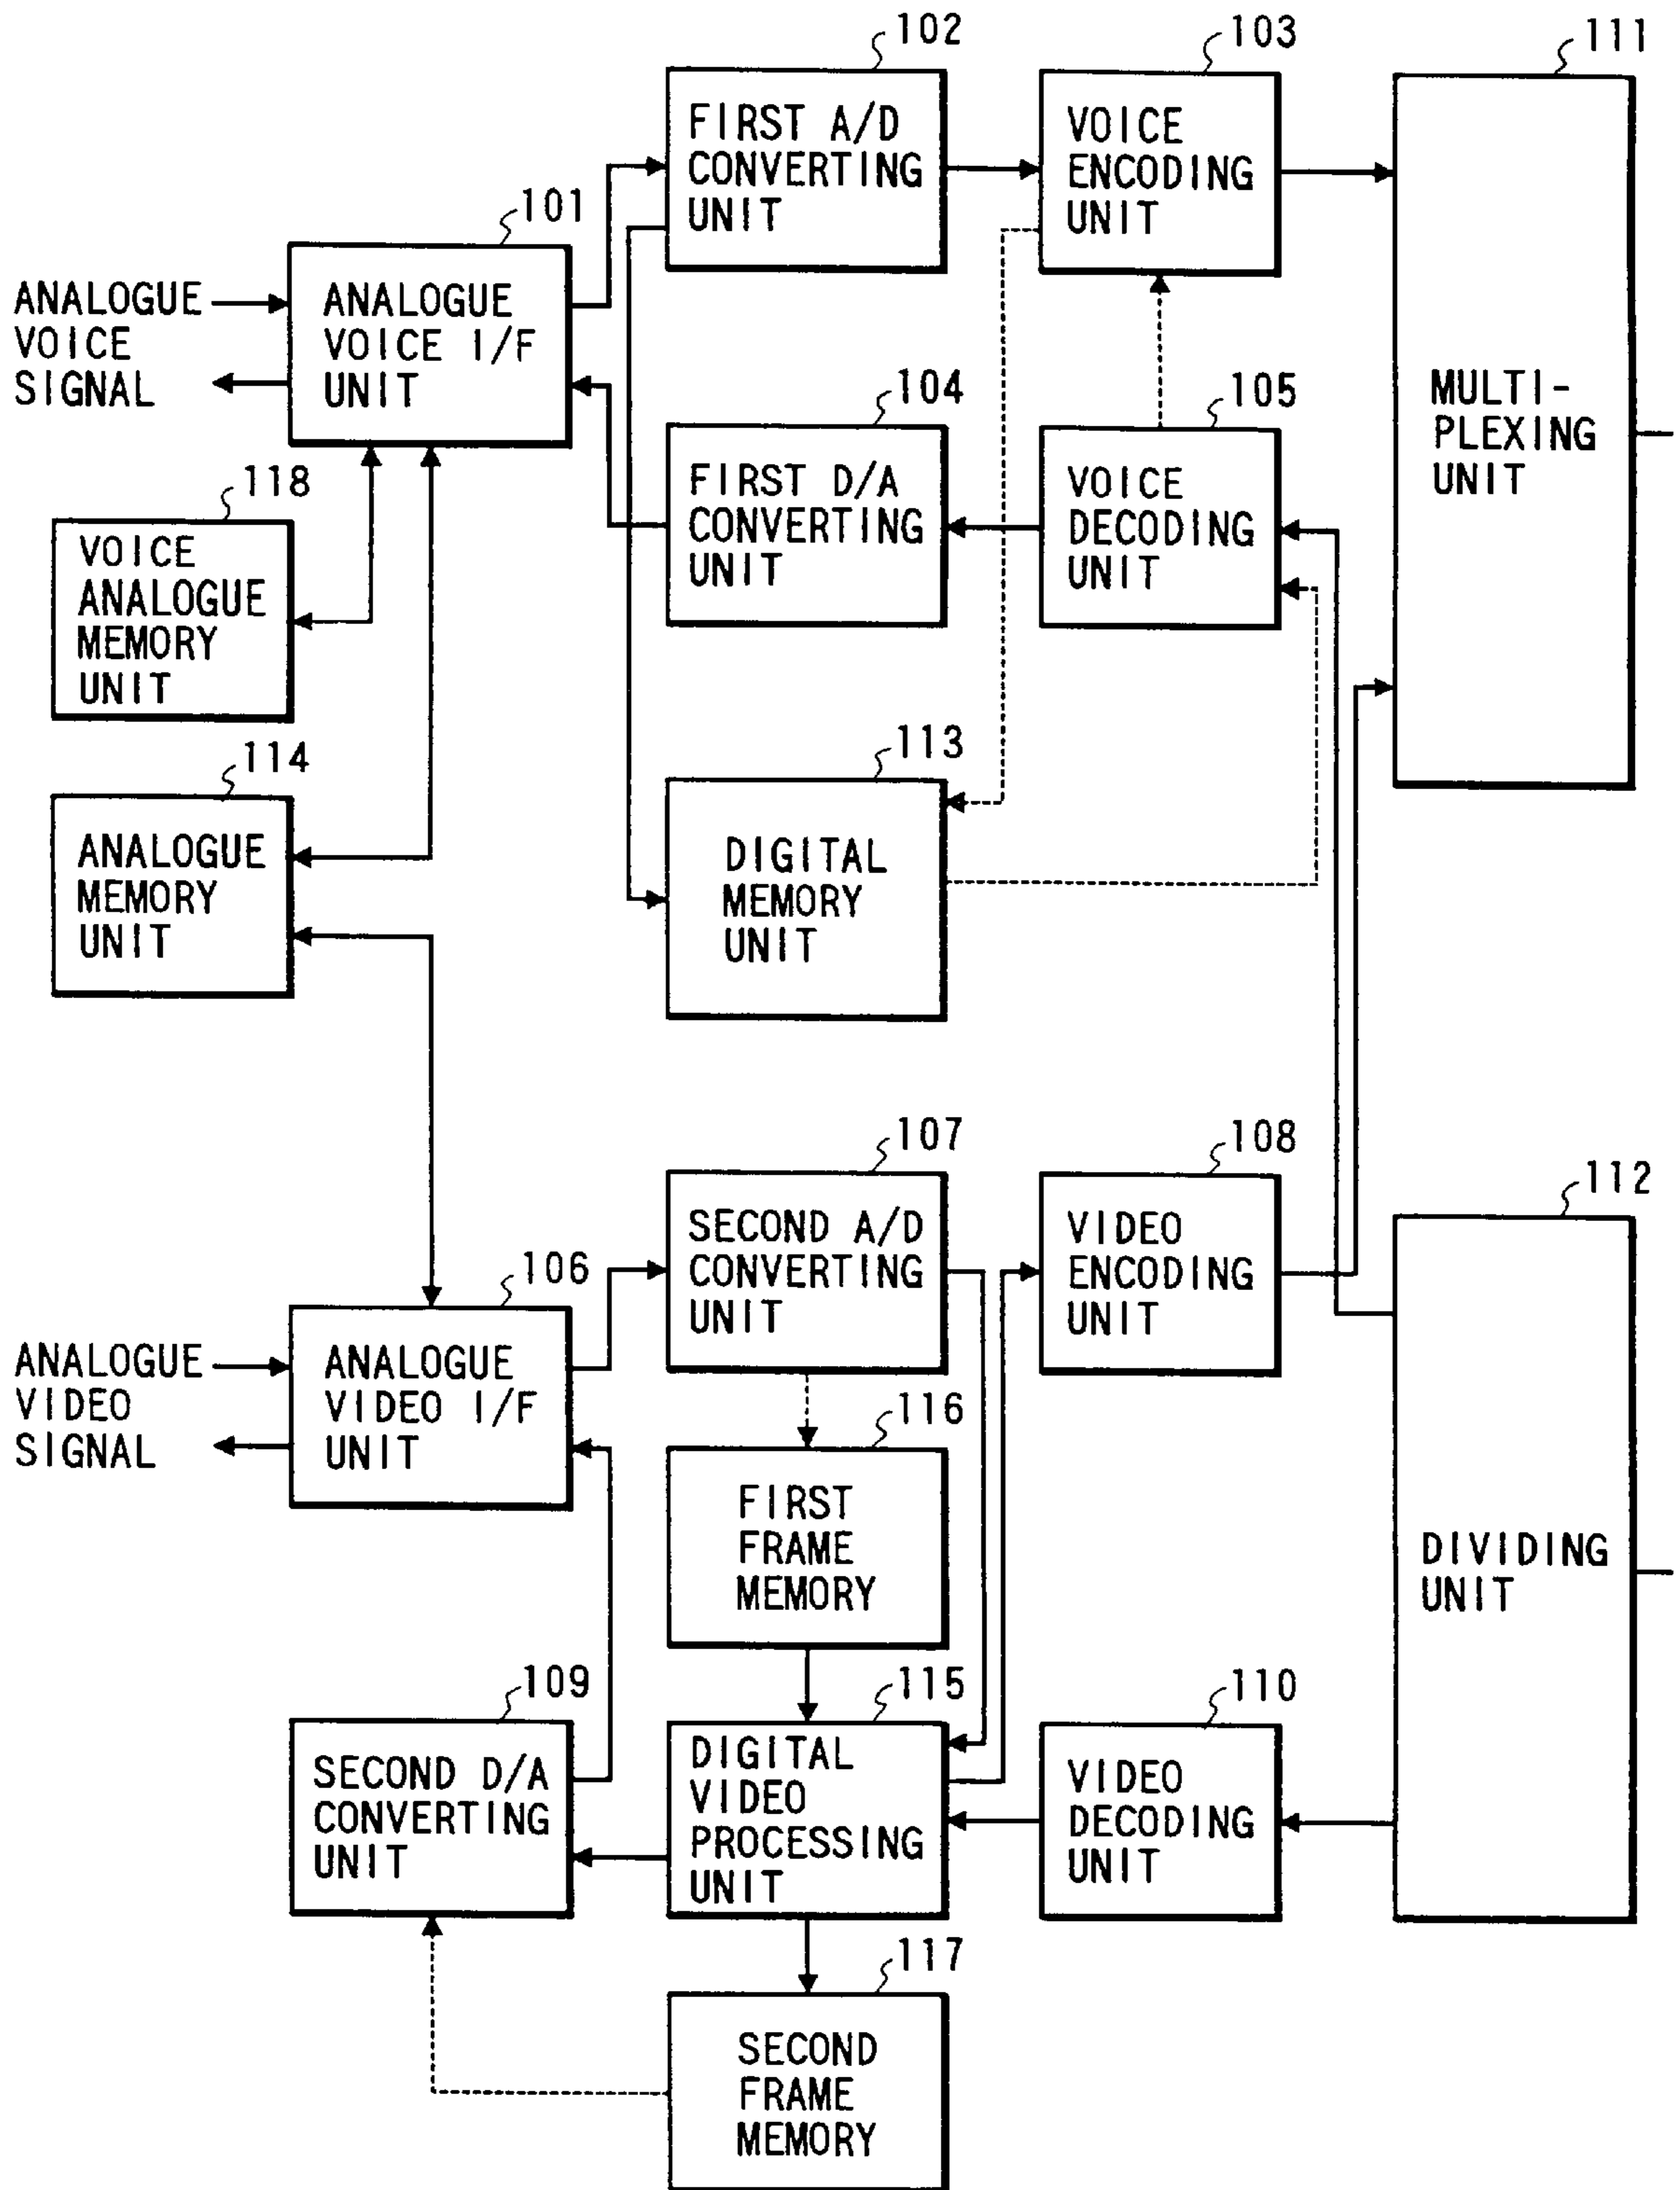 102
FIRST A/D
CONVERTING
UNIT
103
VOICE
ENCODING
UNIT
111
MULTI-
PLEXING
UNIT
101
ANALOGUE
VOICE I/F
UNIT
ANALOGUE
VOICE
SIGNAL
104
FIRST D/A
CONVERTING
UNIT
105
VOICE
DECODING
UNIT
118
VOICE
ANALOGUE
MEMORY
UNIT
114
ANALOGUE
MEMORY
UNIT
113
DIGITAL
MEMORY
UNIT
107
SECOND A/D
CONVERTING
UNIT
108
VIDEO
ENCODING
UNIT
112
DIVIDING
UNIT
106
ANALOGUE
VIDEO I/F
UNIT
ANALOGUE
VIDEO
SIGNAL
116
FIRST
FRAME
MEMORY
109
SECOND D/A
CONVERTING
UNIT
115
DIGITAL
VIDEO
PROCESSING
UNIT
110
VIDEO
DECODING
UNIT
117
SECOND
FRAME
MEMORY